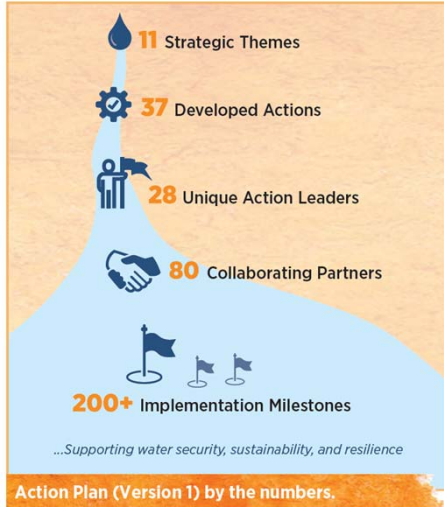 11 Strategic Themes
37 Developed Actions
28 Unique Action Leaders
80 Collaborating Partners
200+ Implementation Milestones
...Supporting water security, sustainability, and resilience
Action Plan (Version 1) by the numbers.